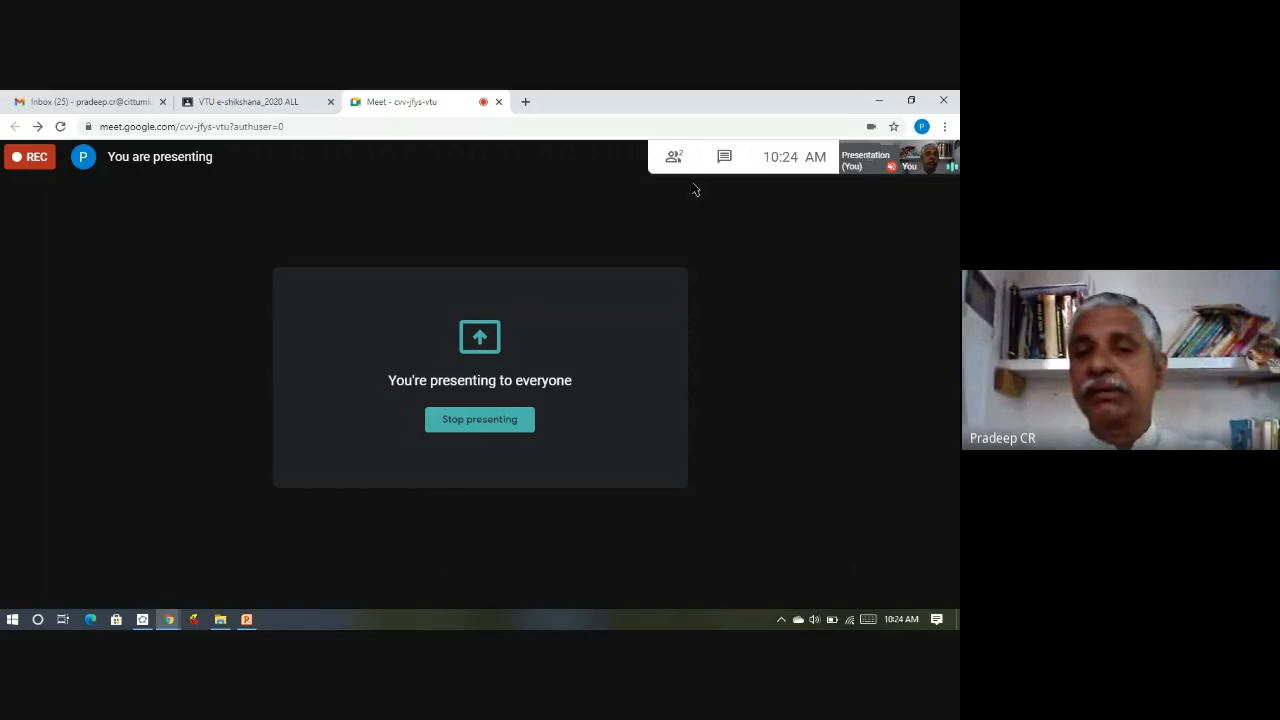 Inbox (25) - pradeep.cr@cittumk
VTU e-shikshana_2020 ALL
Meet - cvv-jfys-vtu
meet.google.com/cvv-jfys-vtu?authuser=0
REC
P
You are presenting
2
10:24 AM
Presentation
(You)
You
P
You're presenting to everyone
Stop presenting
Pradeep CR
10:24 AM